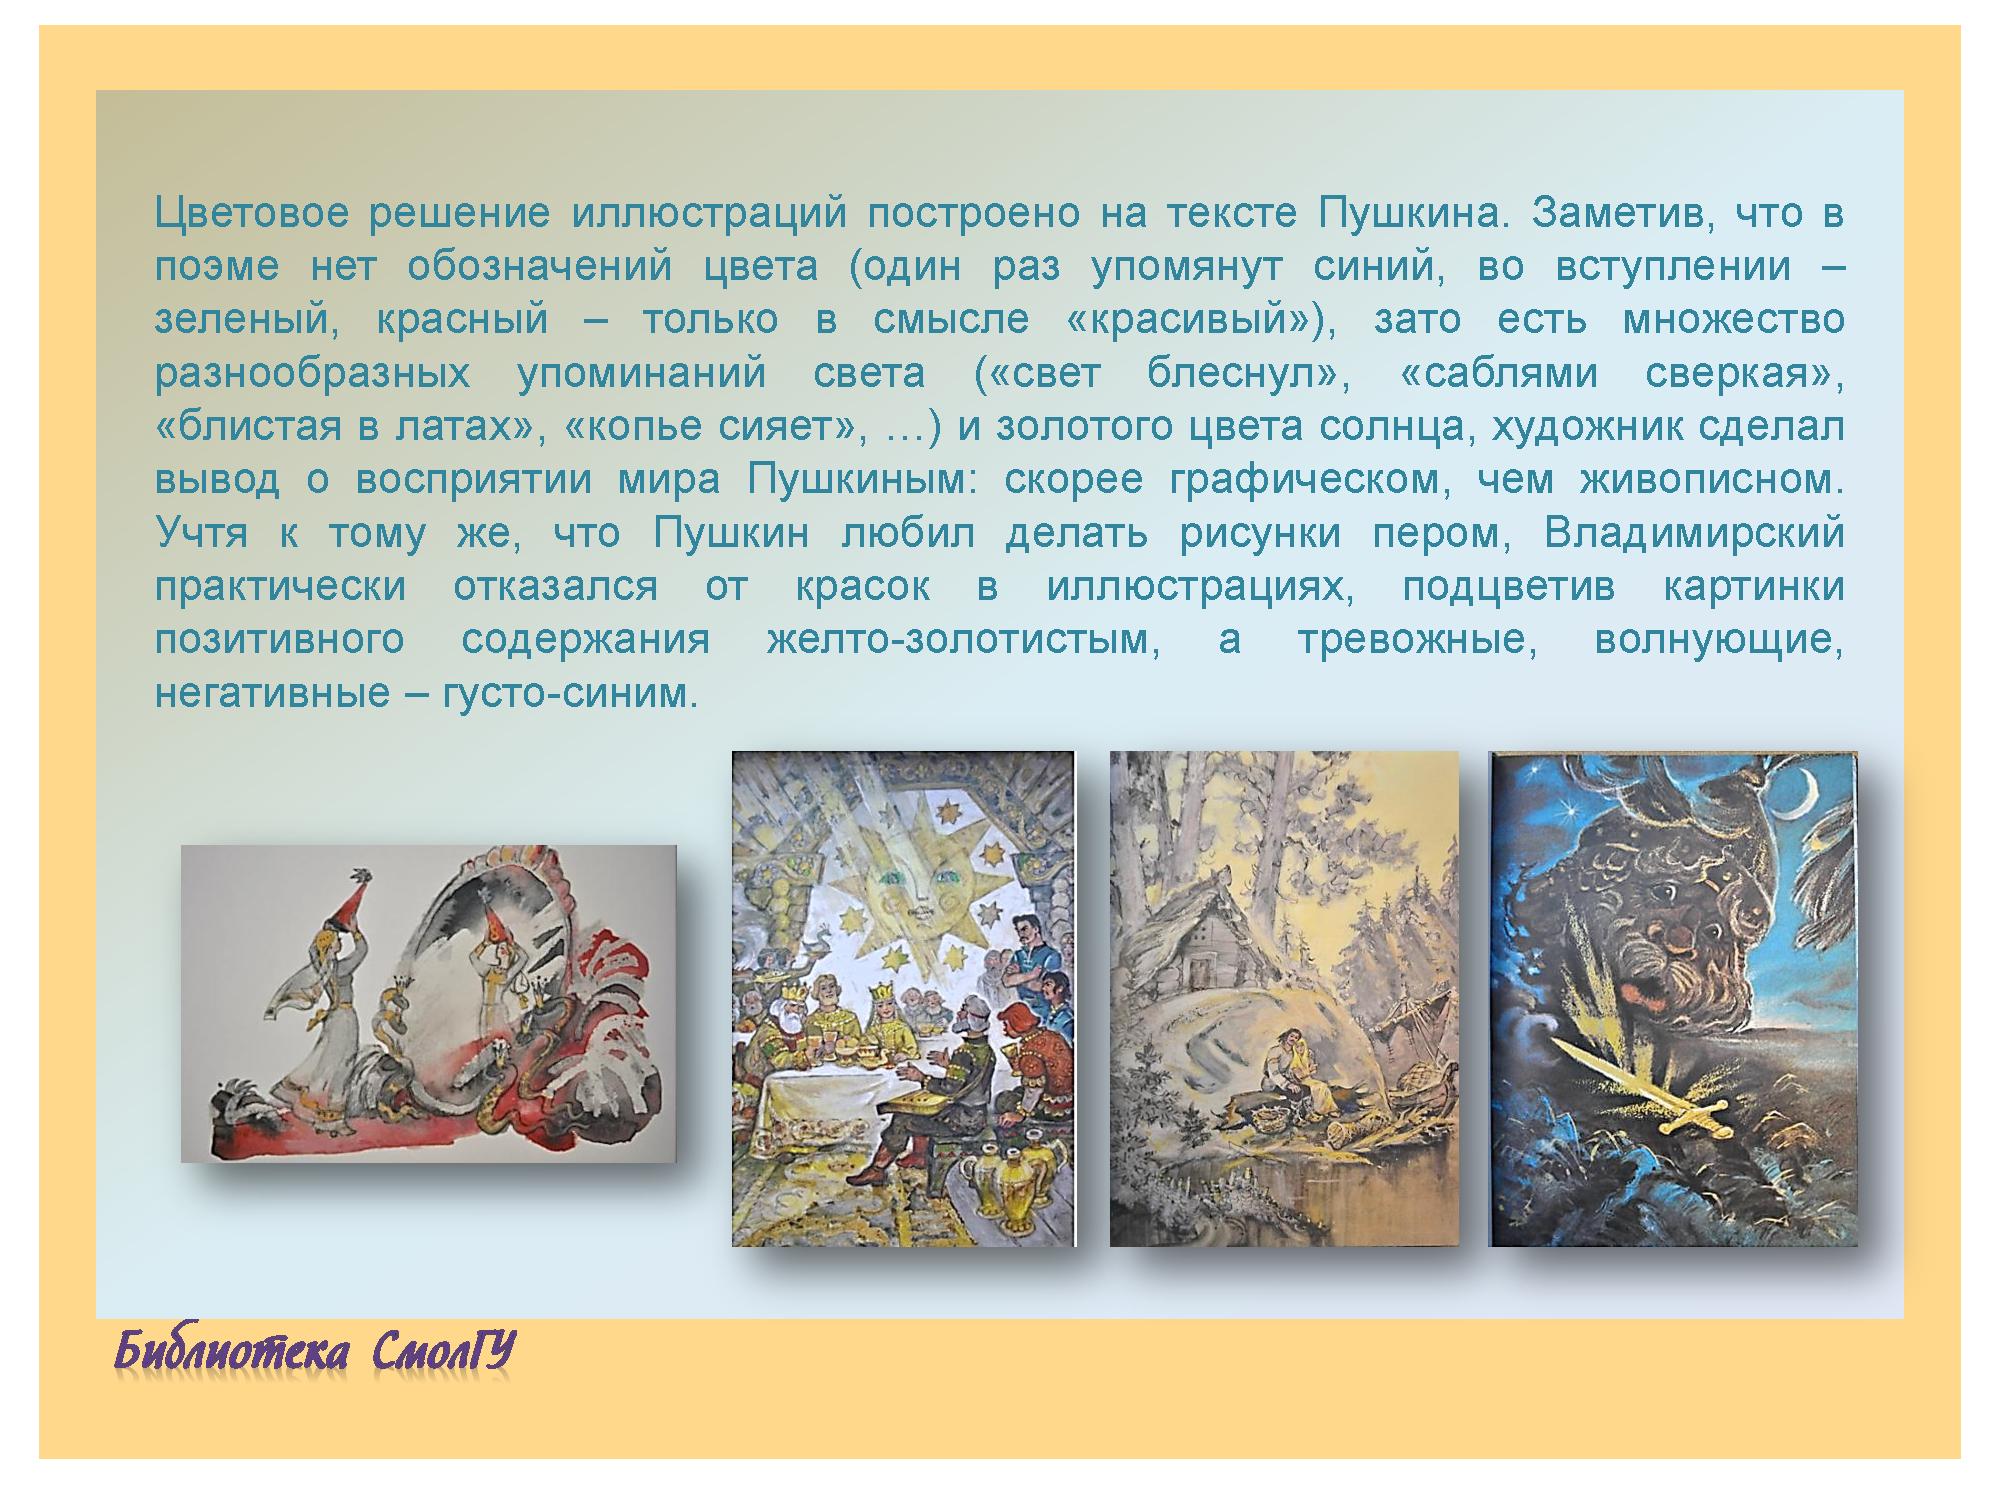 Цветовое решение иллюстраций построено на тексте Пушкина. Заметив, что в
поэме нет обозначений цвета (один раз упомянут синий, во вступлении –
зеленый, красный – только в смысле «красивый»), зато есть множество
разнообразных упоминаний света («свет блеснул», «саблями сверкая»,
«блистая в латах», «копье сияет», …) и золотого цвета солнца, художник сделал
вывод о восприятии мира Пушкиным: скорее графическом, чем живописном.
Учтя к тому же, что Пушкин любил делать рисунки пером, Владимирский
практически отказался от красок в иллюстрациях, подцветив картинки
позитивного содержания желто-золотистым, а тревожные, волнующие,
негативные – густо-синим.
Библиотека СмолГУ